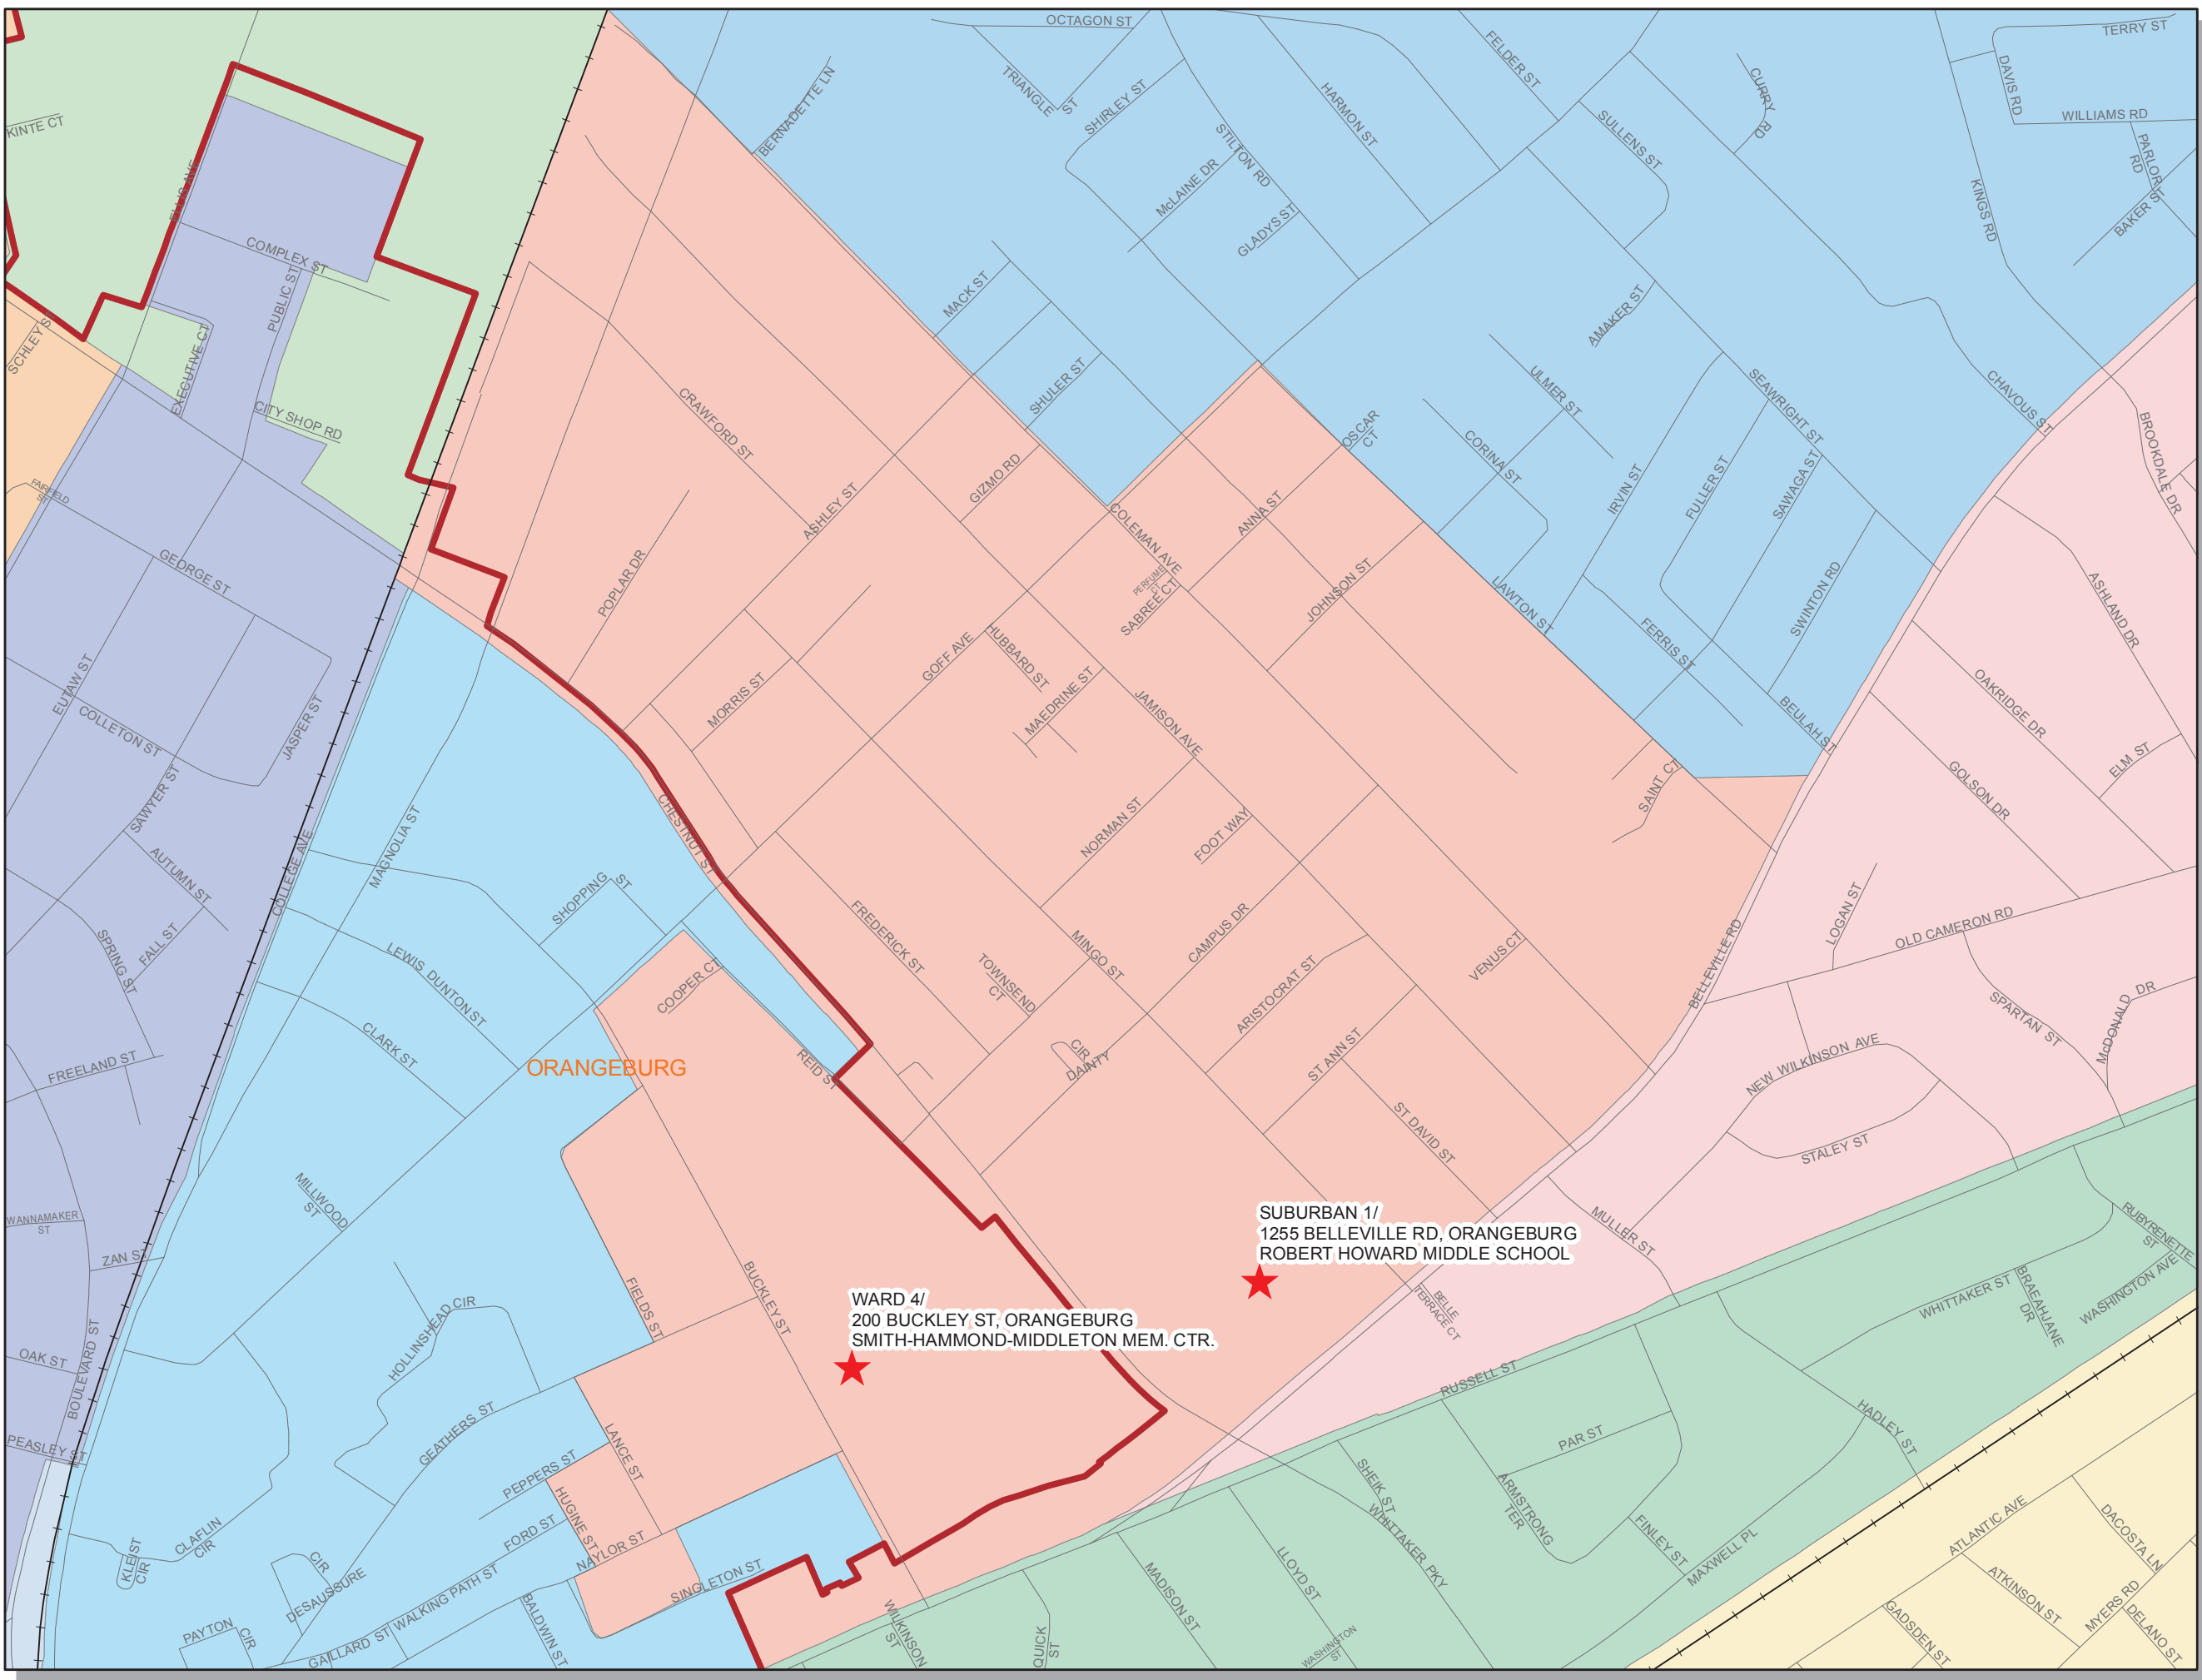 OCTAGON ST
TERRY ST
FELDER ST
TRIANGLE ST
SHIRLEY ST
HARMON ST
CURRY RD
DAVIS RD
WILLIAMS RD
BERNADETTE LN
KINTE CT
STILTON RD
SULLENS ST
PARLOR RD
McLAINE DR
GLADYS ST
KINGS RD
BAKER ST
ELLIS AVE
COMPLEX ST
PUBLIC ST
MACK ST
AMAKER ST
SCHLEY S
EXECUTIVE CT
CITY SHOP RD
CRAWFORD ST
SHULER ST
ULMER ST
SEAWRIGHT ST
CHAVOUS ST
OSCAR CT
CORINA ST
BROOKDALE DR
FAIRFIELD ST
ASHLEY ST
GIZMO RD
COLEMAN AVE
ANNA ST
IRVIN ST
FULLER ST
SAWAGA ST
GEORGE ST
POPLAR DR
PERFUME CT
SABREE CT
JOHNSON ST
LAWTON ST
SWINTON RD
ASHLAND DR
EUTAW ST
COLLETON ST
JASPER ST
MORRIS ST
GOFF AVE
HUBBARD ST
MAEDRINE ST
JAMISON AVE
FERRIS ST
BEULAH ST
OAKRIDGE DR
ELM ST
SAWYER ST
CHESTNUT ST
NORMAN ST
FOOT WAY
SAINT CT
GOLSON DR
AUTUMN ST
COLLEGE AVE
MAGNOLIA ST
SHOPPING ST
FREDERICK ST
MINGO ST
CAMPUS DR
LOGAN ST
OLD CAMERON RD
SPRING ST
FALL ST
LEWIS DUNTON ST
COOPER CT
TOWNSEND CT
ARISTOCRAT ST
VENUS CT
BELLEVILLE RD
SPARTAN ST
McDONALD DR
CLARK ST
FREELAND ST
ORANGEBURG
REID ST
CIR
DAINTY
ST ANN ST
NEW WILKINSON AVE
ST DAVID ST
STALEY ST
MILLWOOD ST
WANNAMAKER ST
ZAN ST
SUBURBAN 1/
1255 BELLEVILLE RD, ORANGEBURG
ROBERT HOWARD MIDDLE SCHOOL
MULLER ST
RUBYRENETTE ST
WASHINGTON AVE
FIELDS ST
BUCKLEY ST
WARD 4/
200 BUCKLEY ST, ORANGEBURG
SMITH-HAMMOND-MIDDLETON MEM. CTR.
BELLE TERRACE CT
WHITTAKER ST
BRAEAHJANE DR
OAK ST
BOULEVARD ST
HOLLINSHEAD CIR
RUSSELL ST
PEASLEY ST
GEATHERS ST
LANCE ST
PAR ST
HADLEY ST
PEPPERS ST
HUGINE ST
SHEIK ST
WHITTAKER PKY
ARMSTRONG TER
KLEIST CIR
CLAFLIN CIR
FORD ST
NAYLOR ST
FINLEY ST
MAXWELL PL
ATLANTIC AVE
DACOSTA LN
CIR
DESAUSSURE
WALKING PATH ST
SINGLETON ST
MADISON ST
LLOYD ST
ATKINSON ST
MYERS RD
PAYTON CIR
GAILLARD ST
BALDWIN ST
WILKINSON ST
QUICK ST
WASHINGTON ST
GADSDEN ST
DELANO ST